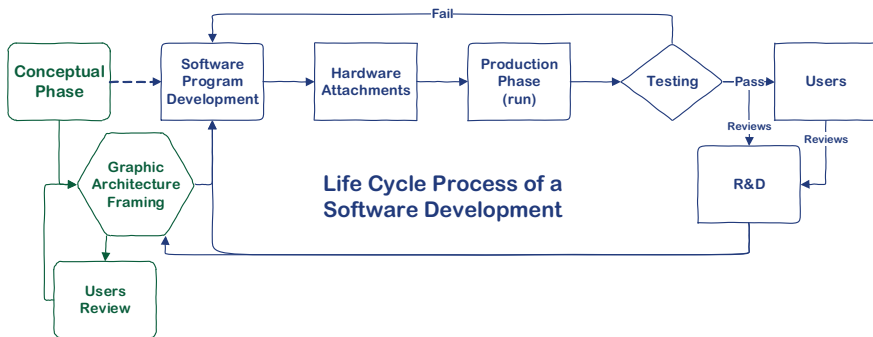 Fail
Conceptual
Phase
Software
Program
Development
Hardware
Attachments
Production
Phase
(run)
Testing
Pass
Users
Reviews
Reviews
Graphic
Architecture
Framing
Life Cycle Process of a
Software Development
R&D
Users
Review